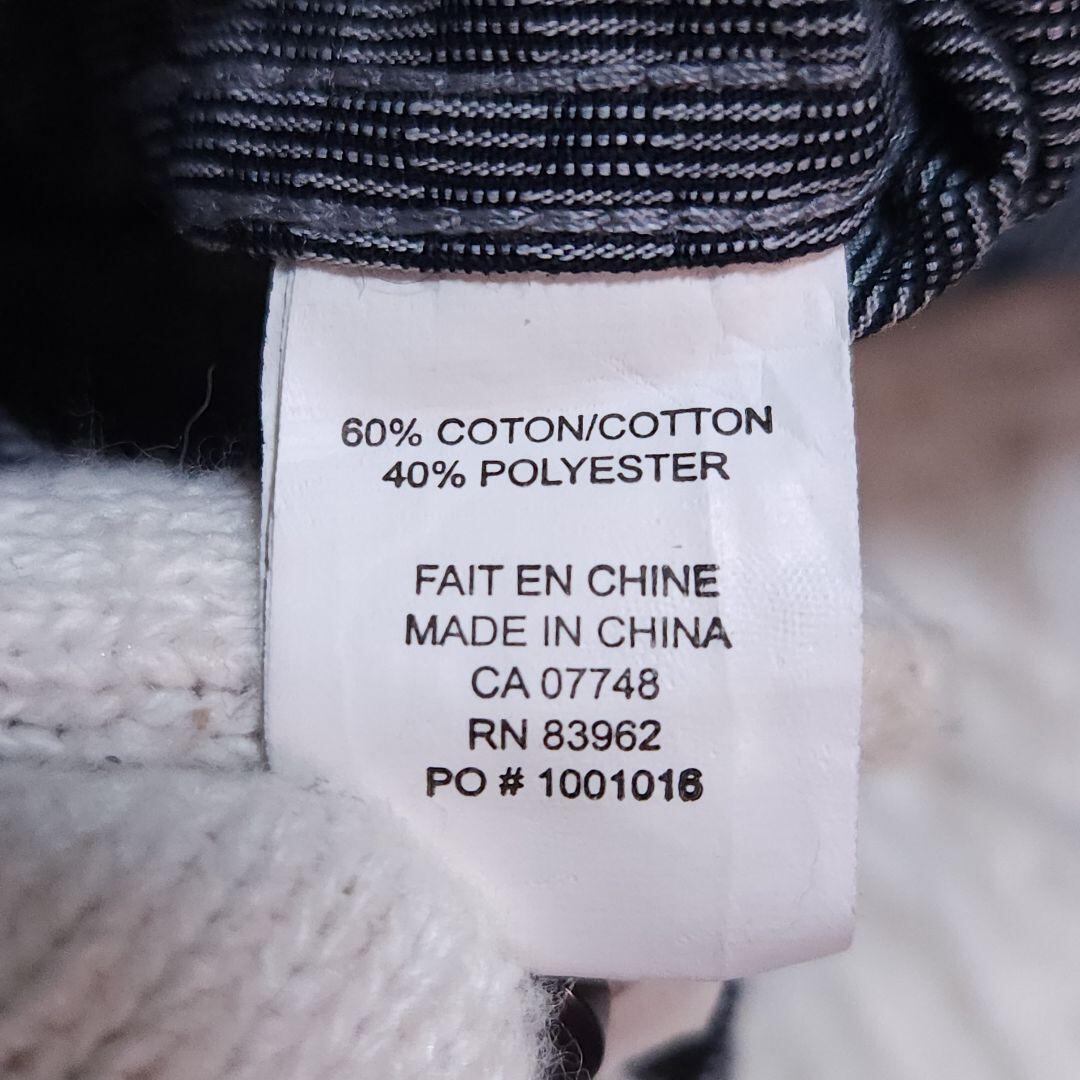 60% COTON/COTTON
40% POLYESTER
FAIT EN CHINE
MADE IN CHINA
CA 07748
RN 83962
PO # 1001016